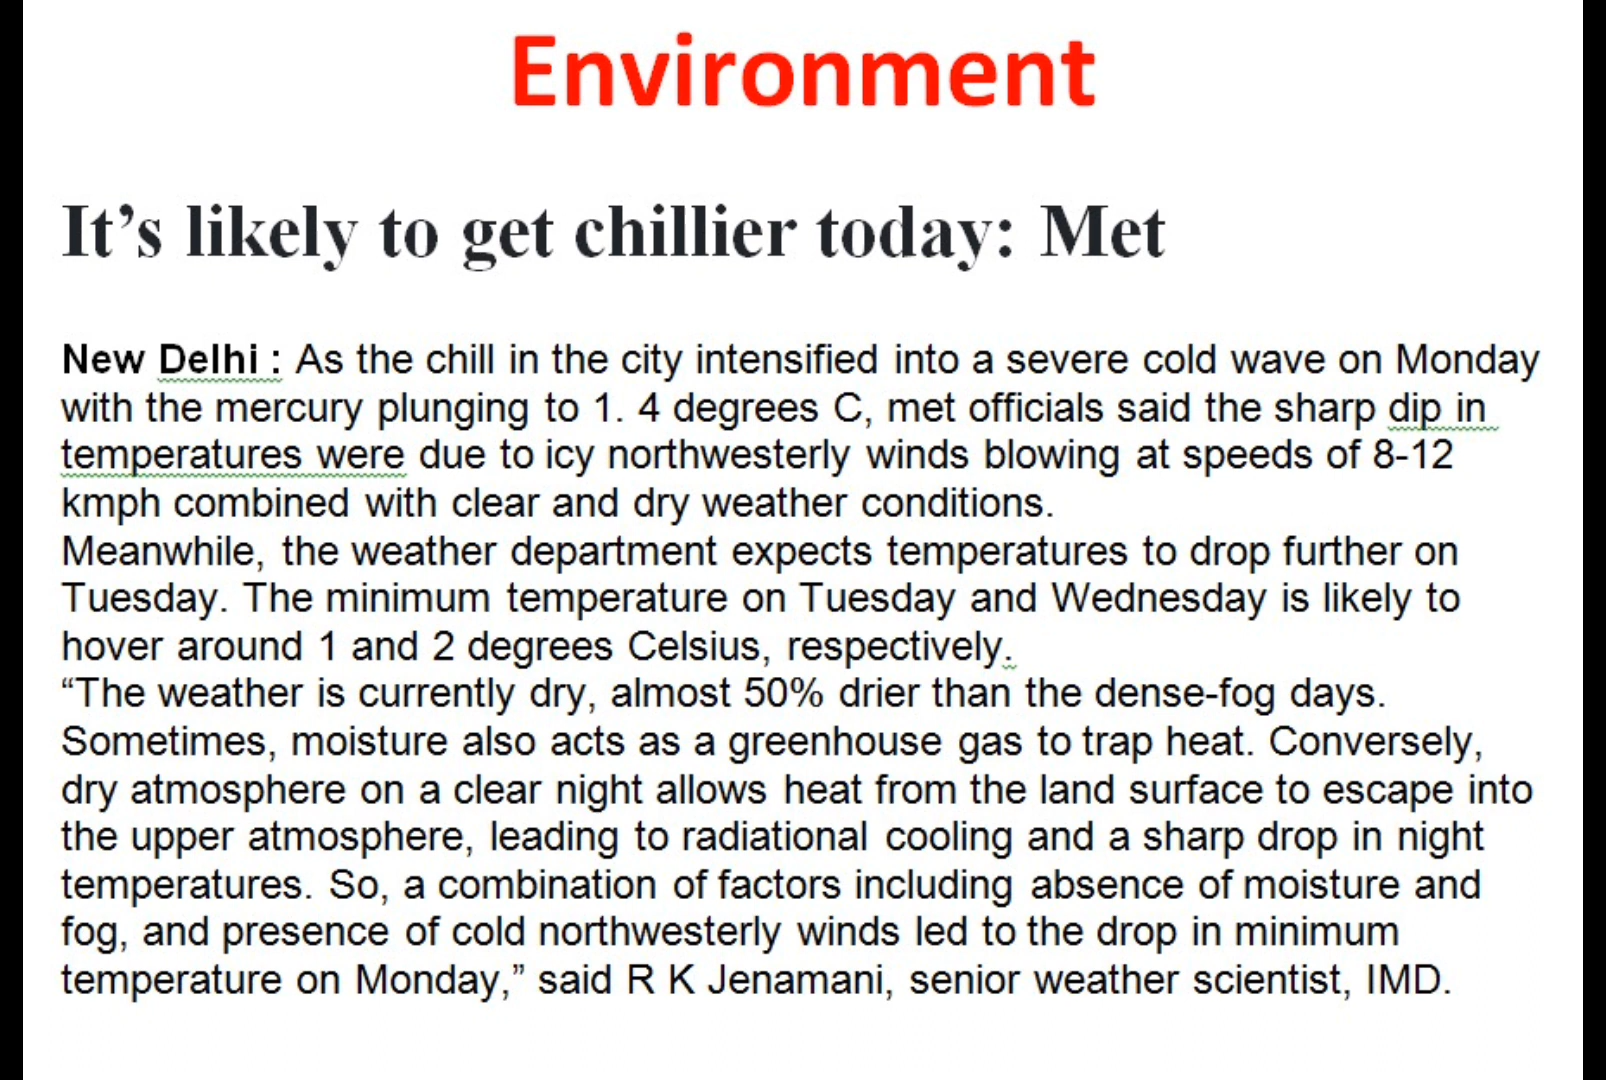 Environment
It’s likely to get chillier today: Met
New Delhi : As the chill in the city intensified into a severe cold wave on Monday
with the mercury plunging to 1. 4 degrees C, met officials said the sharp dip in
temperatures were due to icy northwesterly winds blowing at speeds of 8-12
kmph combined with clear and dry weather conditions.
Meanwhile, the weather department expects temperatures to drop further on
Tuesday. The minimum temperature on Tuesday and Wednesday is likely to
hover around 1 and 2 degrees Celsius, respectively.
“The weather is currently dry, almost 50% drier than the dense-fog days.
Sometimes, moisture also acts as a greenhouse gas to trap heat. Conversely,
dry atmosphere on a clear night allows heat from the land surface to escape into
the upper atmosphere, leading to radiational cooling and a sharp drop in night
temperatures. So, a combination of factors including absence of moisture and
fog, and presence of cold northwesterly winds led to the drop in minimum
temperature on Monday,” said R K Jenamani, senior weather scientist, IMD.